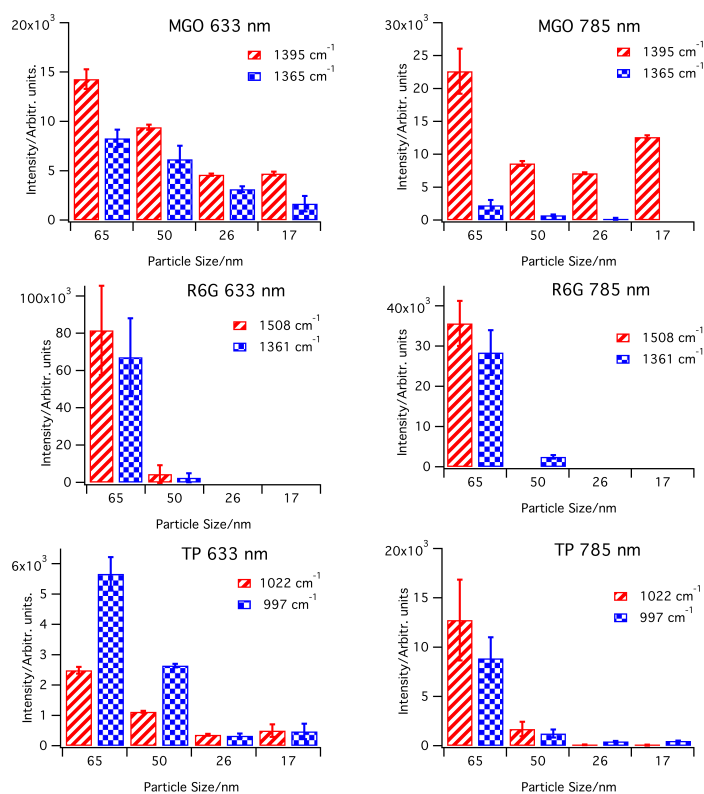 MGO 633 nm
20x10³
15
10
5
0
Intensity/Arbitr. units.
1395 cm⁻¹
1365 cm⁻¹
65 50 26 17
Particle Size/nm
MGO 785 nm
30x10³
25
20
15
10
5
0
Intensity/Arbitr. units
1395 cm⁻¹
1365 cm⁻¹
65 50 26 17
Particle Size/nm
R6G 633 nm
100x10³
80
60
40
20
0
Intensity/Arbitr. units
1508 cm⁻¹
1361 cm⁻¹
65 50 26 17
Particle Size/nm
R6G 785 nm
40x10³
30
20
10
0
Intensity/Arbitr. units
1508 cm⁻¹
1361 cm⁻¹
65 50 26 17
Particle Size/nm
TP 633 nm
6x10³
5
4
3
2
1
0
Intensity/Arbitr. units.
1022 cm⁻¹
997 cm⁻¹
65 50 26 17
Particle Size/nm
TP 785 nm
20x10³
15
10
5
0
Intensity/Arbitr. units
1022 cm⁻¹
997 cm⁻¹
65 50 26 17
Particle Size/nm